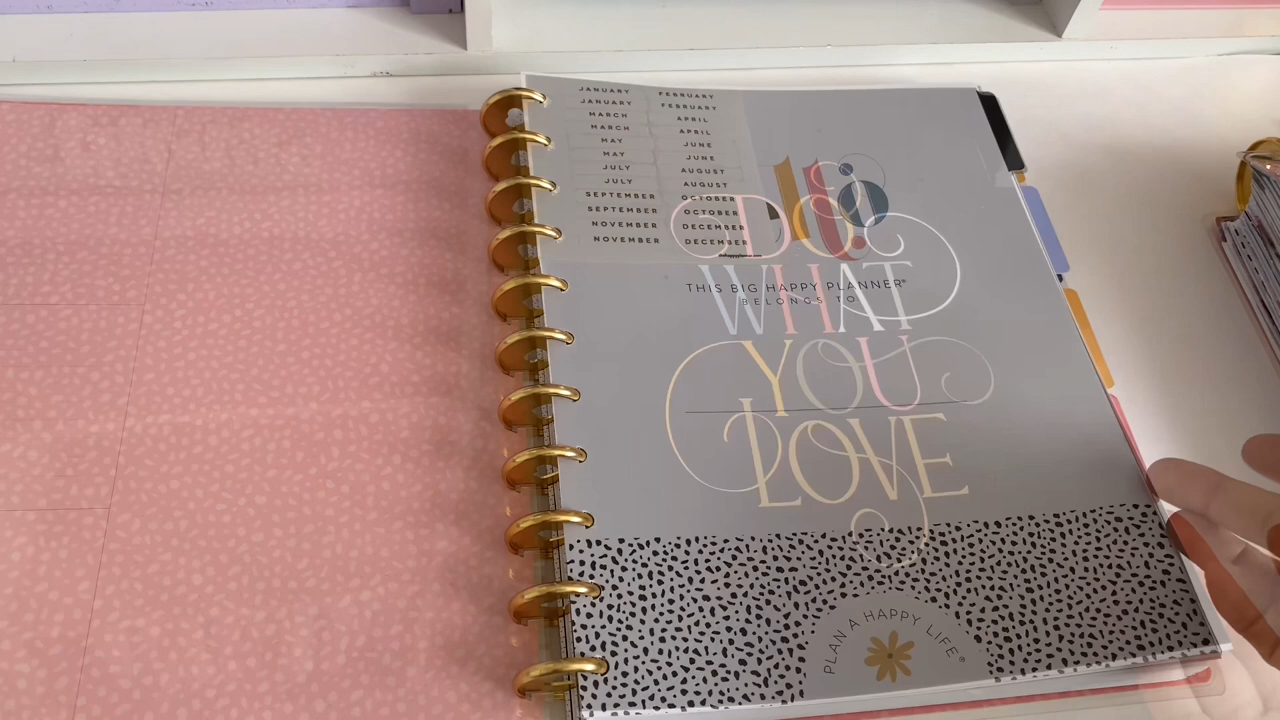 JANUARY FEBRUARY
JANUARY FEBRUARY
MARCH APRIL
MARCH APRIL
MAY JUNE
MAY JUNE
JULY AUGUST
JULY AUGUST
SEPTEMBER OCTOBER
SEPTEMBER OCTOBER
NOVEMBER DECEMBER
NOVEMBER DECEMBER
DO
WHAT
YOU
LOVE
THIS BIG HAPPY PLANNER®
BELONGS TO
PLAN A HAPPY LIFE®